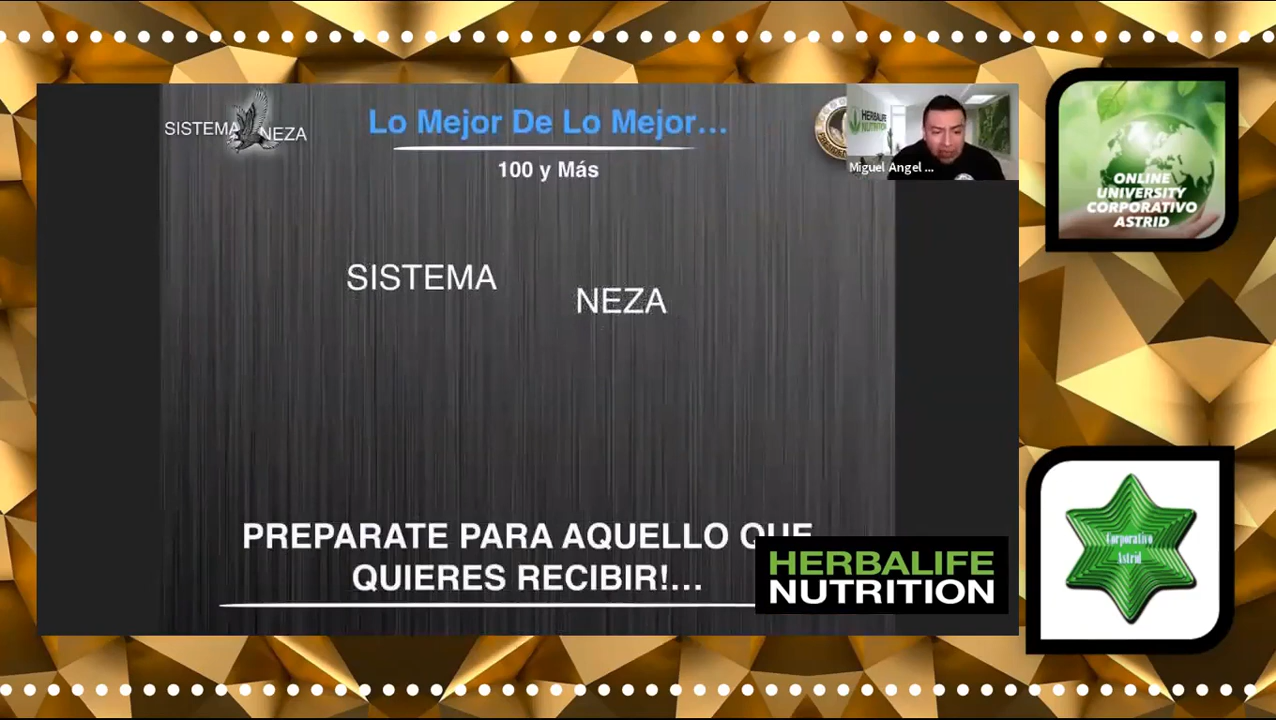 SISTEMA NEZA
Lo Mejor De Lo Mejor...
100 y Más
HERBALIFE
NUTRITION
Miguel Angel ...
ONLINE
UNIVERSITY
CORPORATIVO
ASTRID
SISTEMA
NEZA
PREPARATE PARA AQUELLO QUE
QUIERES RECIBIR!...
HERBALIFE
NUTRITION
Corporativo
Astrid